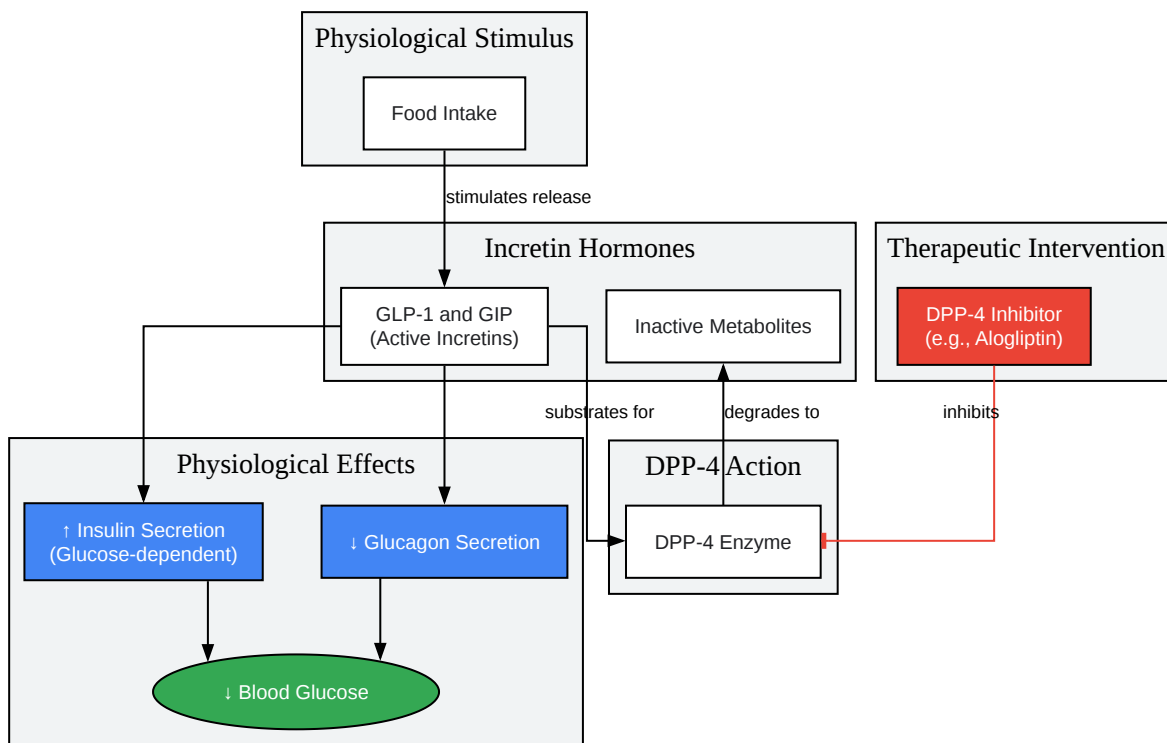 Physiological Stimulus
Food Intake
stimulates release
Incretin Hormones
GLP-1 and GIP
(Active Incretins)
Inactive Metabolites
Therapeutic Intervention
DPP-4 Inhibitor
(e.g., Alogliptin)
substrates for
degrades to
inhibits
Physiological Effects
↑ Insulin Secretion
(Glucose-dependent)
↓ Glucagon Secretion
DPP-4 Action
DPP-4 Enzyme
↓ Blood Glucose